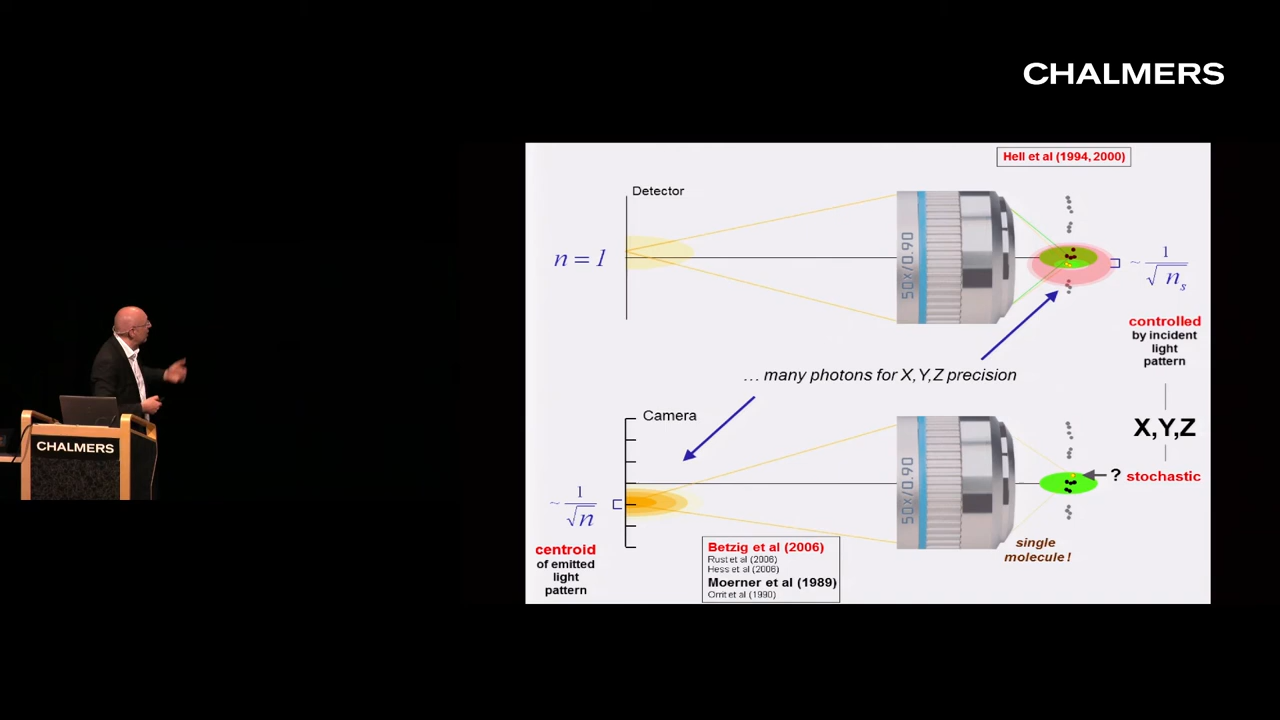 CHALMERS
Hell et al (1994, 2000)
Detector
n = 1
50x/0.90
~ 1/√n_s
controlled
by incident
light
pattern
… many photons for X,Y,Z precision
Camera
X,Y,Z
50x/0.90
? stochastic
~ 1/√n
centroid
of emitted
light
pattern
single
molecule !
Betzig et al (2006)
Rust et al (2006)
Hess et al (2006)
Moerner et al (1989)
Orrit et al (1990)
CHALMERS